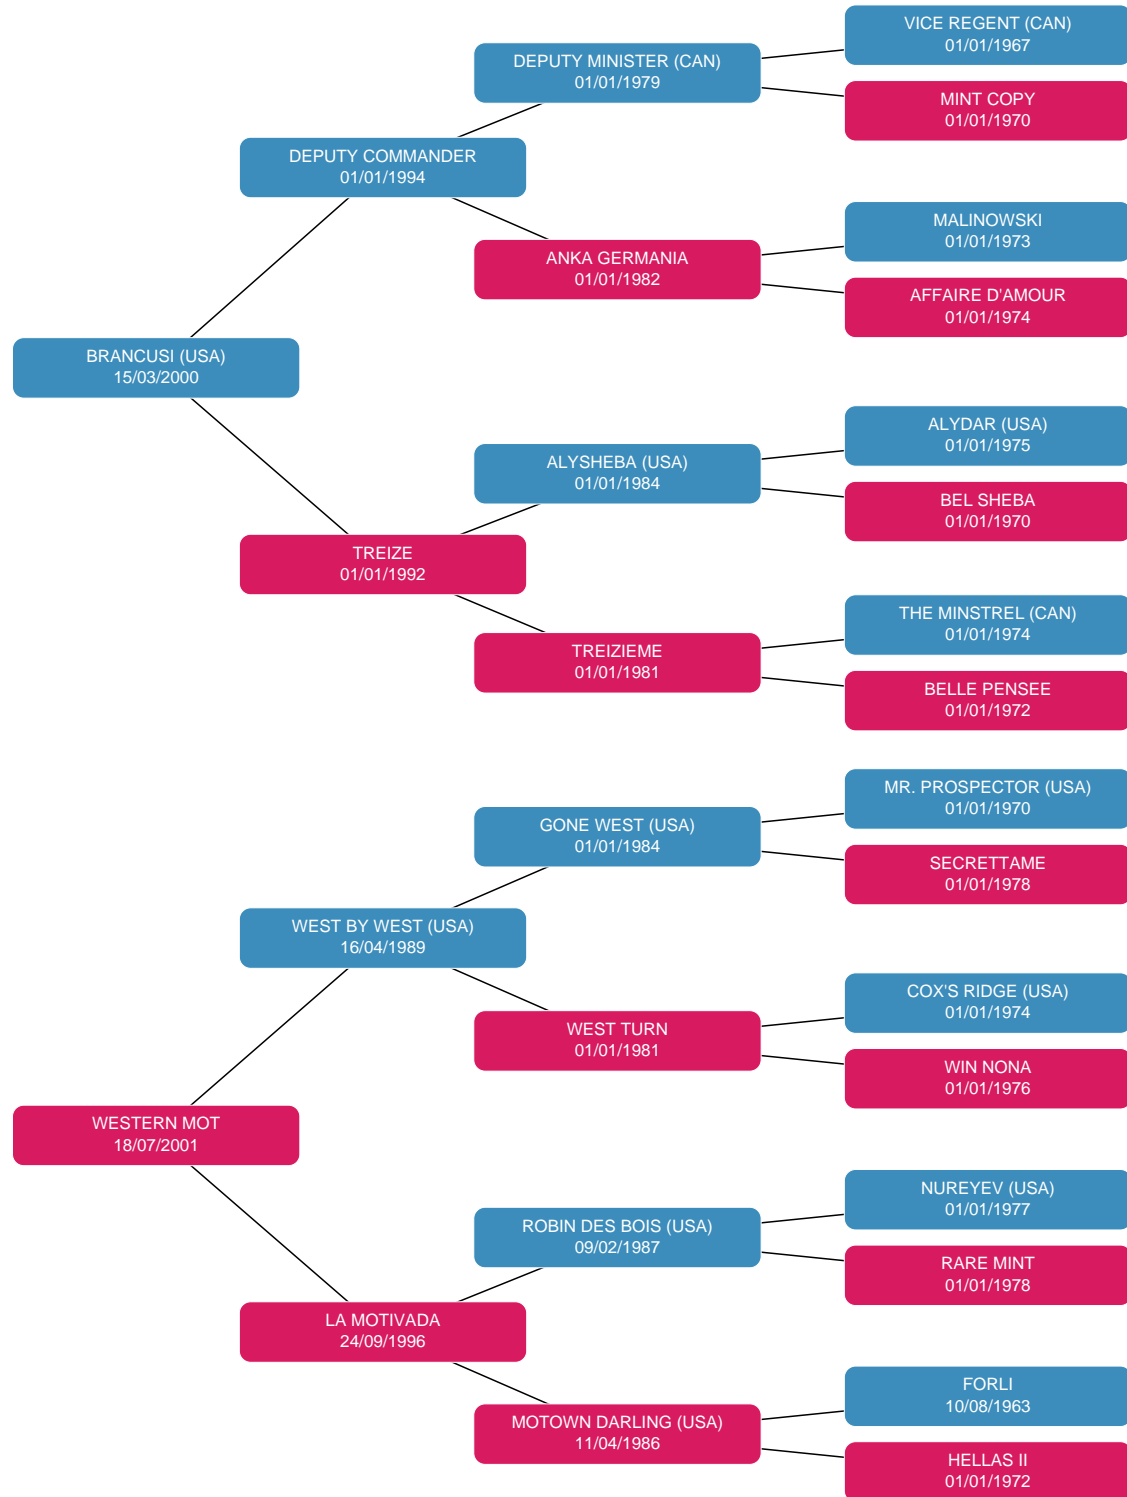 VICE REGENT (CAN)
01/01/1967
DEPUTY MINISTER (CAN)
01/01/1979
MINT COPY
01/01/1970
DEPUTY COMMANDER
01/01/1994
MALINOWSKI
01/01/1973
ANKA GERMANIA
01/01/1982
AFFAIRE D'AMOUR
01/01/1974
BRANCUSI (USA)
15/03/2000
ALYDAR (USA)
01/01/1975
ALYSHEBA (USA)
01/01/1984
BEL SHEBA
01/01/1970
TREIZE
01/01/1992
THE MINSTREL (CAN)
01/01/1974
TREIZIEME
01/01/1981
BELLE PENSEE
01/01/1972
MR. PROSPECTOR (USA)
01/01/1970
GONE WEST (USA)
01/01/1984
SECRETTAME
01/01/1978
WEST BY WEST (USA)
16/04/1989
COX'S RIDGE (USA)
01/01/1974
WEST TURN
01/01/1981
WIN NONA
01/01/1976
WESTERN MOT
18/07/2001
NUREYEV (USA)
01/01/1977
ROBIN DES BOIS (USA)
09/02/1987
RARE MINT
01/01/1978
LA MOTIVADA
24/09/1996
FORLI
10/08/1963
MOTOWN DARLING (USA)
11/04/1986
HELLAS II
01/01/1972